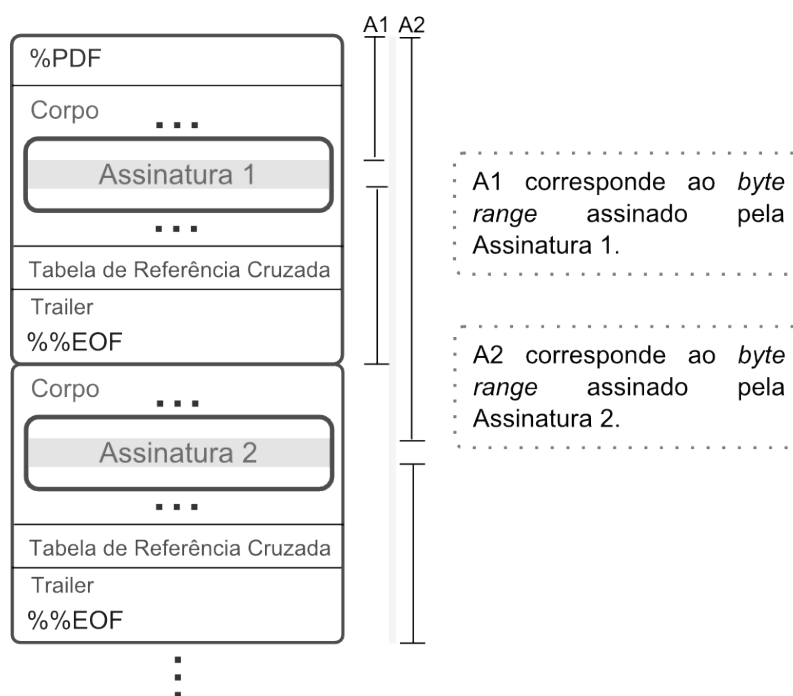 A1 A2
%PDF
Corpo
...
Assinatura 1
...
Tabela de Referência Cruzada
Trailer
%%EOF
Corpo
...
Assinatura 2
...
Tabela de Referência Cruzada
Trailer
%%EOF
A1 corresponde ao byte
range assinado pela
Assinatura 1.
A2 corresponde ao byte
range assinado pela
Assinatura 2.